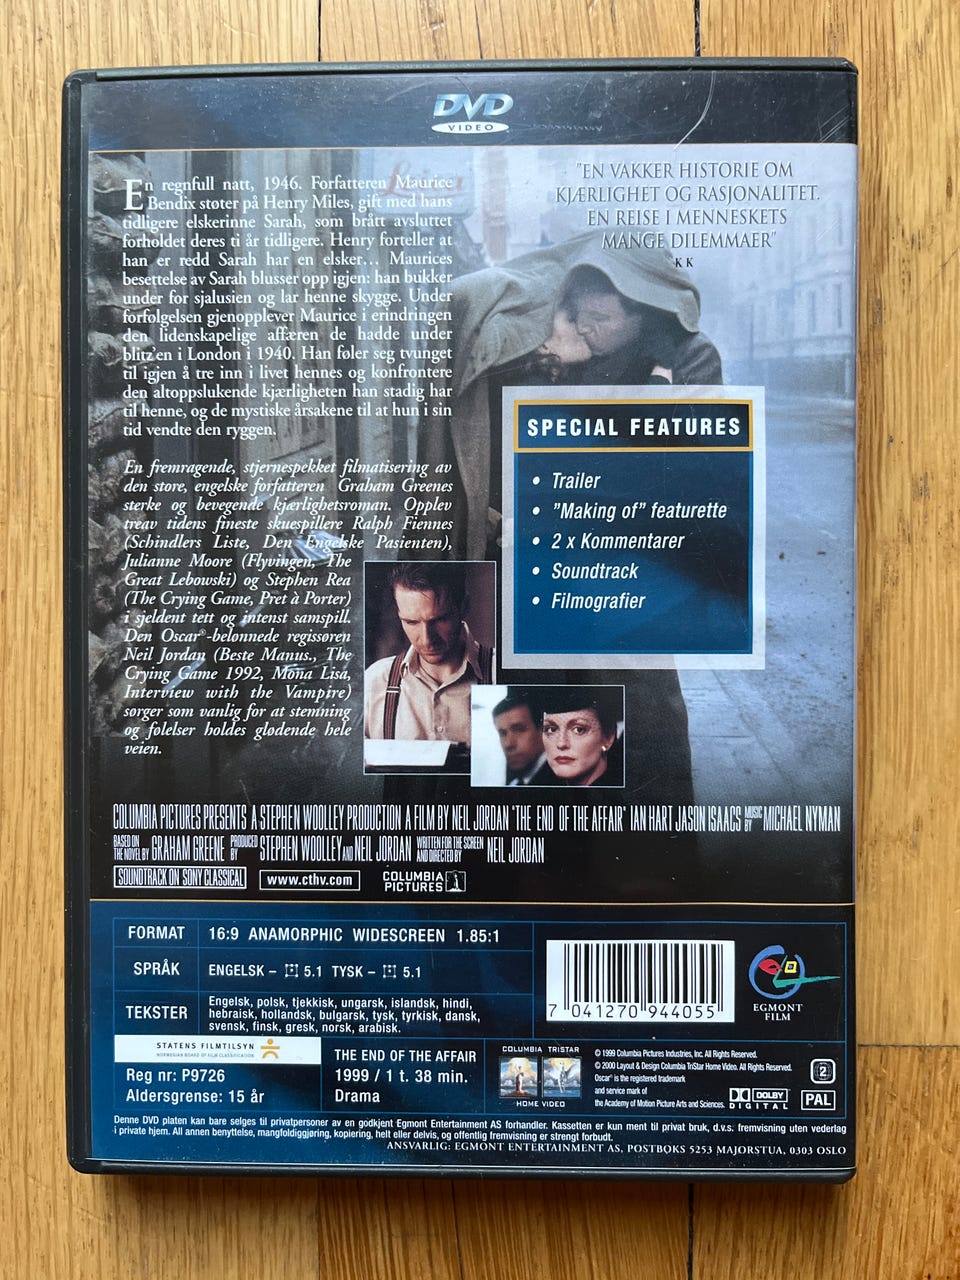 DVD
VIDEO
En regnfull natt, 1946. Forfatteren Maurice
Bendix støter på Henry Miles, gift med hans
tidligere elskerinne Sarah, som brått avsluttet
forholdet deres ti år tidligere. Henry forteller at
han er redd Sarah har en elsker... Maurices
besettelse av Sarah blusser opp igjen: han bukker
under for sjalusien og lar henne skygge. Under
forfølgelsen gjenopplever Maurice i erindringen
den lidenskapelige affæren de hadde under
blitz'en i London i 1940. Han føler seg tvunget
til igjen å tre inn i livet hennes og konfrontere
den altoppslukende kjærligheten han stadig har
til henne, og de mystiske årsakene til at hun i sin
tid vendte den ryggen.
En fremragende, stjernespekket filmatisering av
den store, engelske forfatteren Graham Greenes
sterke og bevegende kjærlighetsroman. Opplev
treav tidens fineste skuespillere Ralph Fiennes
(Schindlers Liste, Den Engelske Pasienten),
Julianne Moore (Flyvingen, The
Great Lebowski) og Stephen Rea
(The Crying Game, Pret à Porter)
i sjeldent tett og intenst samspill.
Den Oscar®-belønnede regissøren
Neil Jordan (Beste Manus., The
Crying Game 1992, Mona Lisa,
Interview with the Vampire)
sørger som vanlig for at stemning
og følelser holdes glødende hele
veien.
"EN VAKKER HISTORIE OM
KJÆRLIGHET OG RASJONALITET.
EN REISE I MENNESKETS
MANGE DILEMMAER"
K K
SPECIAL FEATURES
• Trailer
• "Making of" featurette
• 2 x Kommentarer
• Soundtrack
• Filmografier
COLUMBIA PICTURES PRESENTS A STEPHEN WOOLLEY PRODUCTION A FILM BY NEIL JORDAN "THE END OF THE AFFAIR" IAN HART JASON ISAACS MUSIC BY MICHAEL NYMAN
BASED ON THE NOVEL BY GRAHAM GREENE PRODUCED BY STEPHEN WOOLLEY AND NEIL JORDAN WRITTEN FOR THE SCREEN AND DIRECTED BY NEIL JORDAN
SOUNDTRACK ON SONY CLASSICAL
www.cthv.com
COLUMBIA
PICTURES
FORMAT 16:9 ANAMORPHIC WIDESCREEN 1.85:1
SPRÅK ENGELSK - 5.1 TYSK - 5.1
TEKSTER
Engelsk, polsk, tjekkisk, ungarsk, islandsk, hindi,
hebraisk, hollandsk, bulgarsk, tysk, tyrkisk, dansk,
svensk, finsk, gresk, norsk, arabisk.
7 041270 944055
EGMONT
FILM
STATENS FILMTILSYN
NORWEGIAN BOARD OF FILM CLASSIFICATION
Reg nr: P9726
Aldersgrense: 15 år
THE END OF THE AFFAIR
1999 / 1 t. 38 min.
Drama
COLUMBIA TRISTAR
HOME VIDEO
© 1999 Columbia Pictures Industries, Inc. All Rights Reserved.
© 2000 Layout & Design Columbia TriStar Home Video. All Rights Reserved.
Oscar® is the registered trademark
and service mark of
the Academy of Motion Picture Arts and Sciences.
DOLBY
DIGITAL
2
PAL
Denne DVD platen kan bare selges til privatpersoner av en godkjent Egmont Entertainment AS forhandler. Kassetten er kun ment til privat bruk, d.v.s. fremvisning uten vederlag
i private hjem. All annen benyttelse, mangfoldiggjøring, kopiering, helt eller delvis, og offentlig fremvisning er strengt forbudt.
ANSVARLIG: EGMONT ENTERTAINMENT AS, POSTBOKS 5253 MAJORSTUA, 0303 OSLO